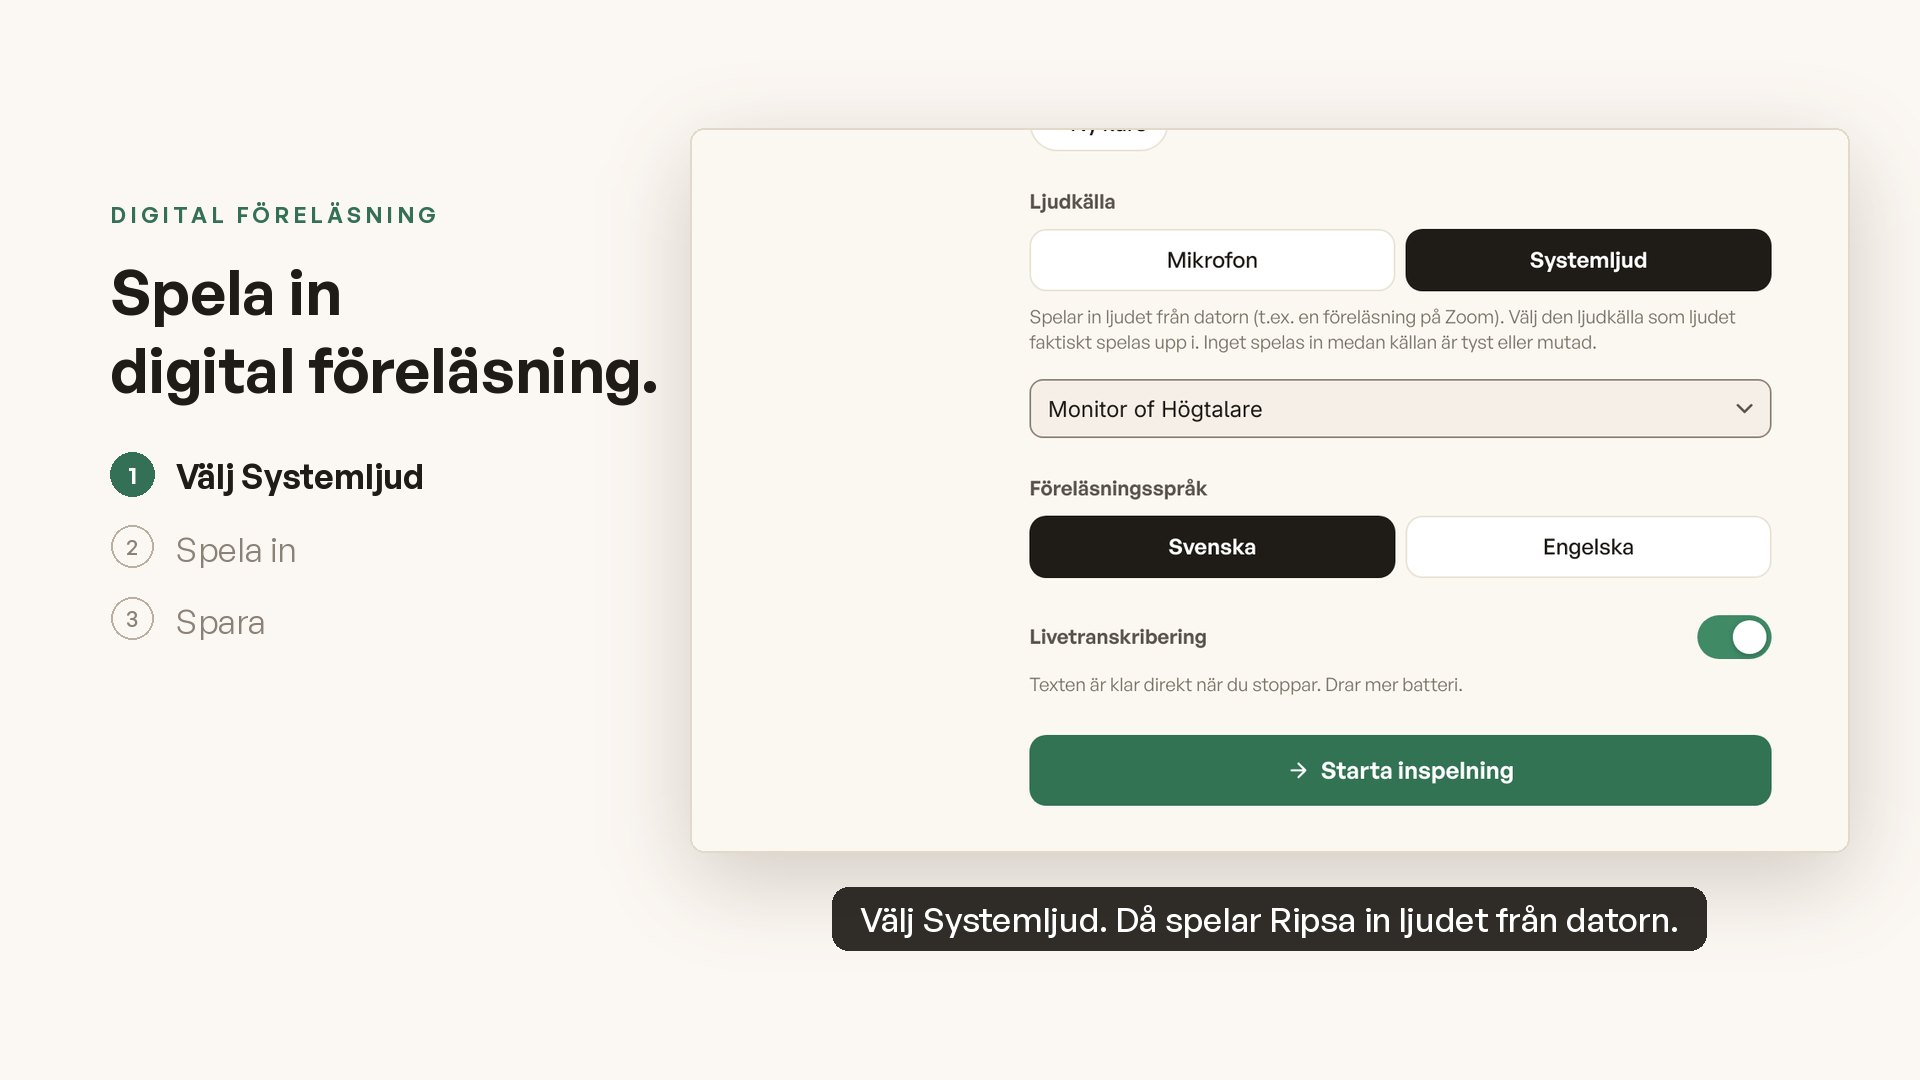 DIGITAL FÖRELÄSNING
Spela in
digital föreläsning.
1 Välj Systemljud
2 Spela in
3 Spara
Ljudkälla
Mikrofon
Systemljud
Spelar in ljudet från datorn (t.ex. en föreläsning på Zoom). Välj den ljudkälla som ljudet
faktiskt spelas upp i. Inget spelas in medan källan är tyst eller mutad.
Monitor of Högtalare
Föreläsningsspråk
Svenska
Engelska
Livetranskribering
Texten är klar direkt när du stoppar. Drar mer batteri.
→ Starta inspelning
Välj Systemljud. Då spelar Ripsa in ljudet från datorn.